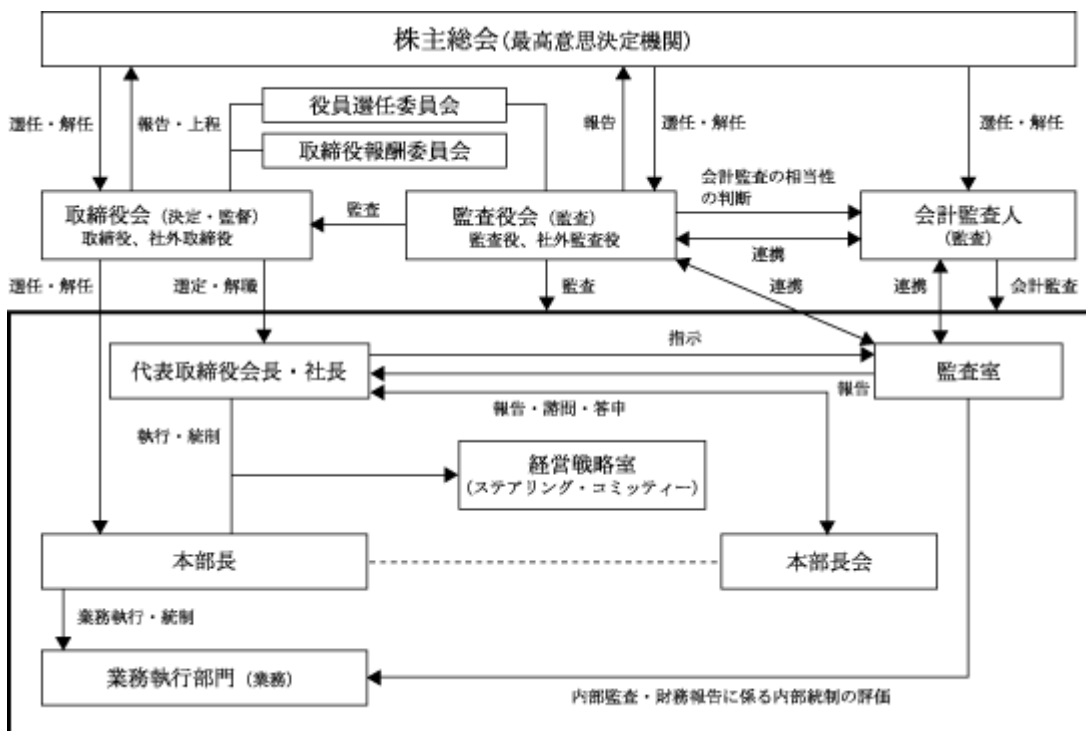 株主総会(最高意思決定機関)
役員選任委員会
選任・解任
報告・上程
報告
選任・解任
選任・解任
取締役報酬委員会
会計監査の相当性
の判断
取締役会(決定・監督)
取締役、社外取締役
監査
監査役会(監査)
監査役、社外監査役
会計監査人
(監査)
連携
選任・解任
選定・解職
監査
連携
連携
会計監査
指示
代表取締役会長・社長
監査室
報告
報告・諮問・答申
執行・統制
経営戦略室
(ステアリング・コミッティー)
本部長
本部長会
業務執行・統制
業務執行部門(業務)
内部監査・財務報告に係る内部統制の評価